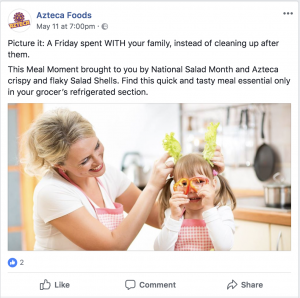 Azteca Foods
May 11 at 7:00pm ·
Picture it: A Friday spent WITH your family, instead of cleaning up after
them.
This Meal Moment brought to you by National Salad Month and Azteca
crispy and flaky Salad Shells. Find this quick and tasty meal essential only
in your grocer's refrigerated section.
2
Like Comment Share